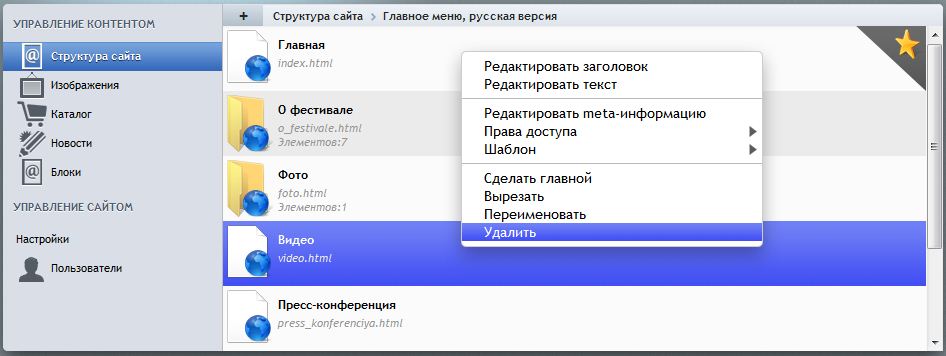 УПРАВЛЕНИЕ КОНТЕНТОМ
Структура сайта
Изображения
Каталог
Новости
Блоки
УПРАВЛЕНИЕ САЙТОМ
Настройки
Пользователи
+ Структура сайта › Главное меню, русская версия
Главная
index.html
О фестивале
o_festivale.html
Элементов:7
Фото
foto.html
Элементов:1
Видео
video.html
Пресс-конференция
press_konferenciya.html
Редактировать заголовок
Редактировать текст
Редактировать meta-информацию
Права доступа
Шаблон
Сделать главной
Вырезать
Переименовать
Удалить